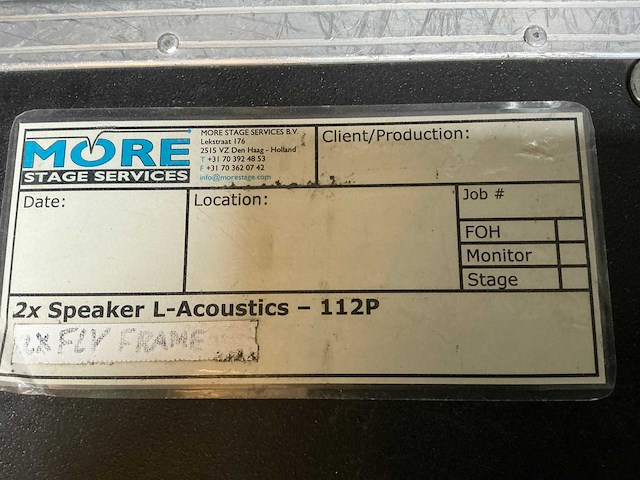 MORE
STAGE SERVICES
MORE STAGE SERVICES B.V.
Lekstraat 176
2515 VZ Den Haag - Holland
T +31 70 392 48 53
F +31 70 362 07 42
info@morestage.com
Client/Production:
Date:
Location:
Job #
FOH
Monitor
Stage
2x Speaker L-Acoustics – 112P
2X FLY FRAME